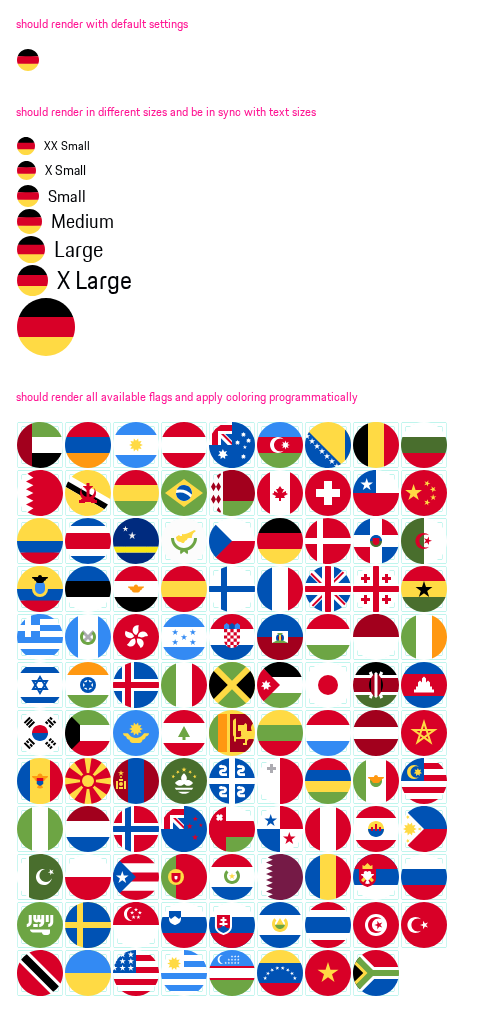 should render with default settings
should render in different sizes and be in sync with text sizes
XX Small
X Small
Small
Medium
Large
X Large
should render all available flags and apply coloring programmatically